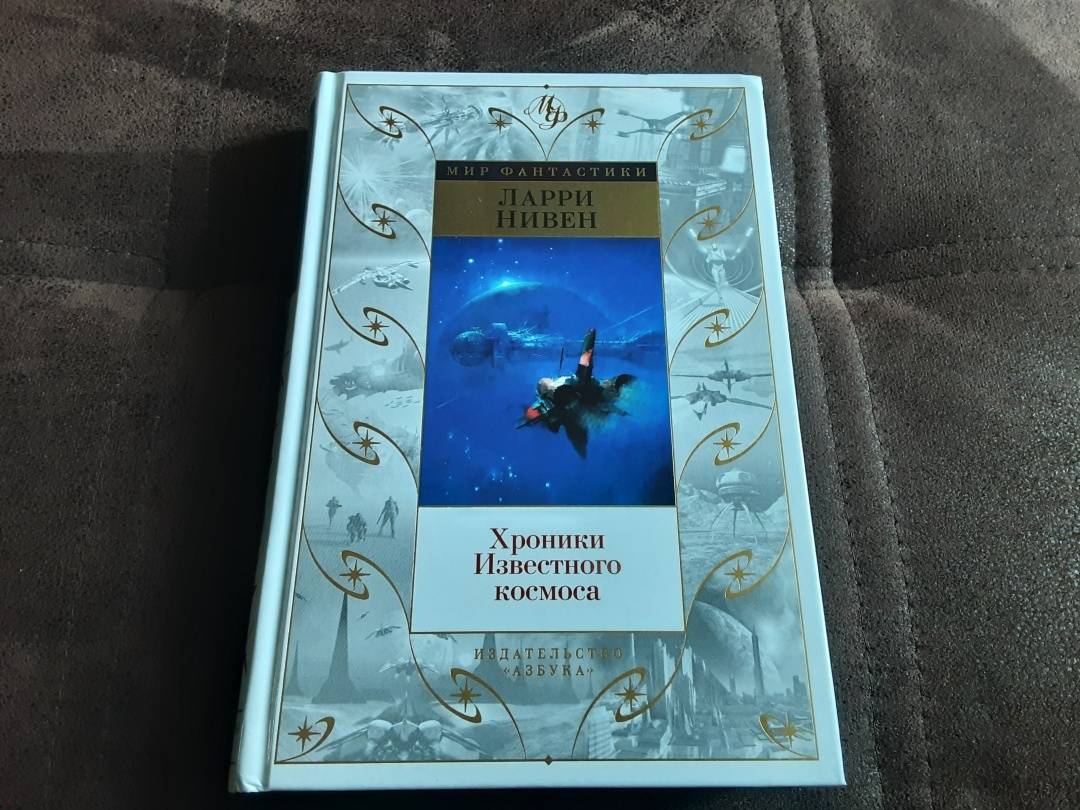 МФ
МИР ФАНТАСТИКИ
ЛАРРИ
НИВЕН
Хроники
Известного
космоса
ИЗДАТЕЛЬСТВО
«АЗБУКА»